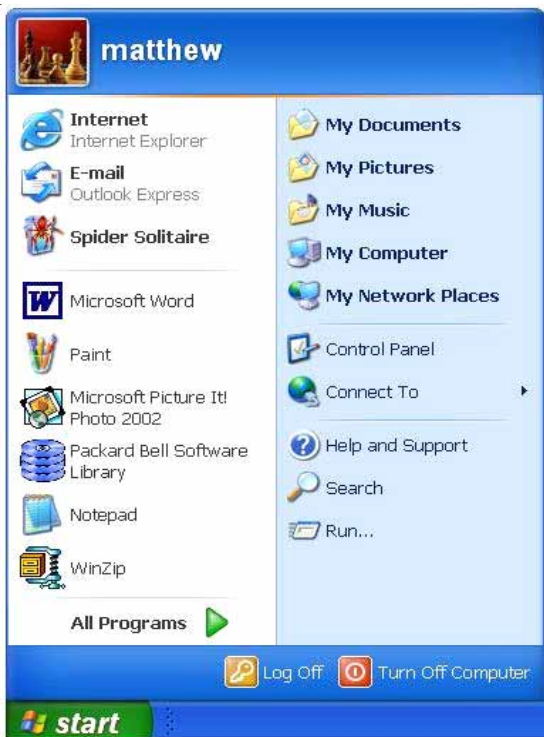 matthew
Internet
Internet Explorer
E-mail
Outlook Express
Spider Solitaire
Microsoft Word
Paint
Microsoft Picture It!
Photo 2002
Packard Bell Software
Library
Notepad
WinZip
All Programs
My Documents
My Pictures
My Music
My Computer
My Network Places
Control Panel
Connect To
Help and Support
Search
Run...
Log Off
Turn Off Computer
start